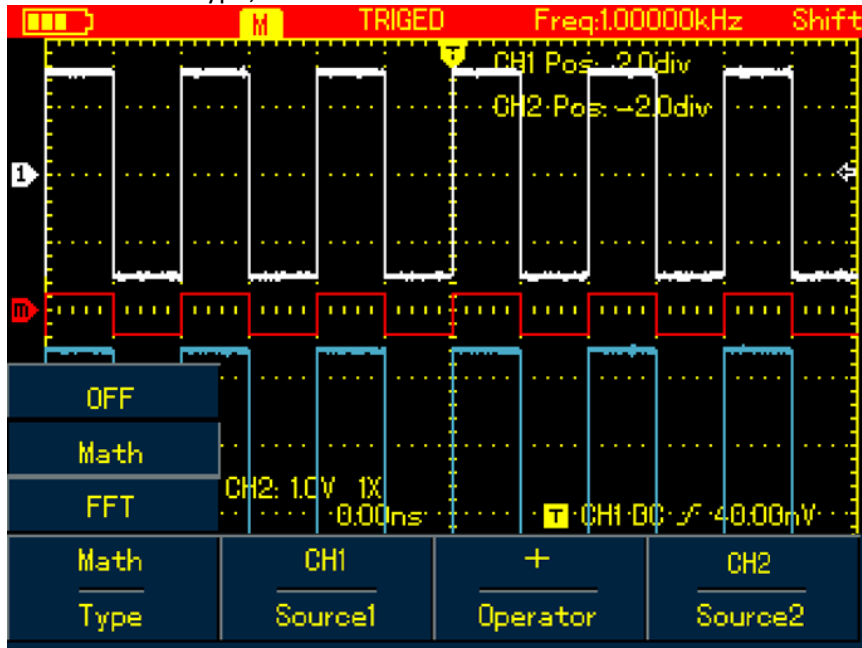 M TRIGED Freq:1.00000kHz Shift
T
CH1 Pos: 2.0div
CH2 Pos: -2.0div
1
m
OFF
Math
FFT
CH2: 1.0V 1X
0.00ns T CH1 DC 40.00mV
Math CH1 + CH2
Type Source1 Operator Source2